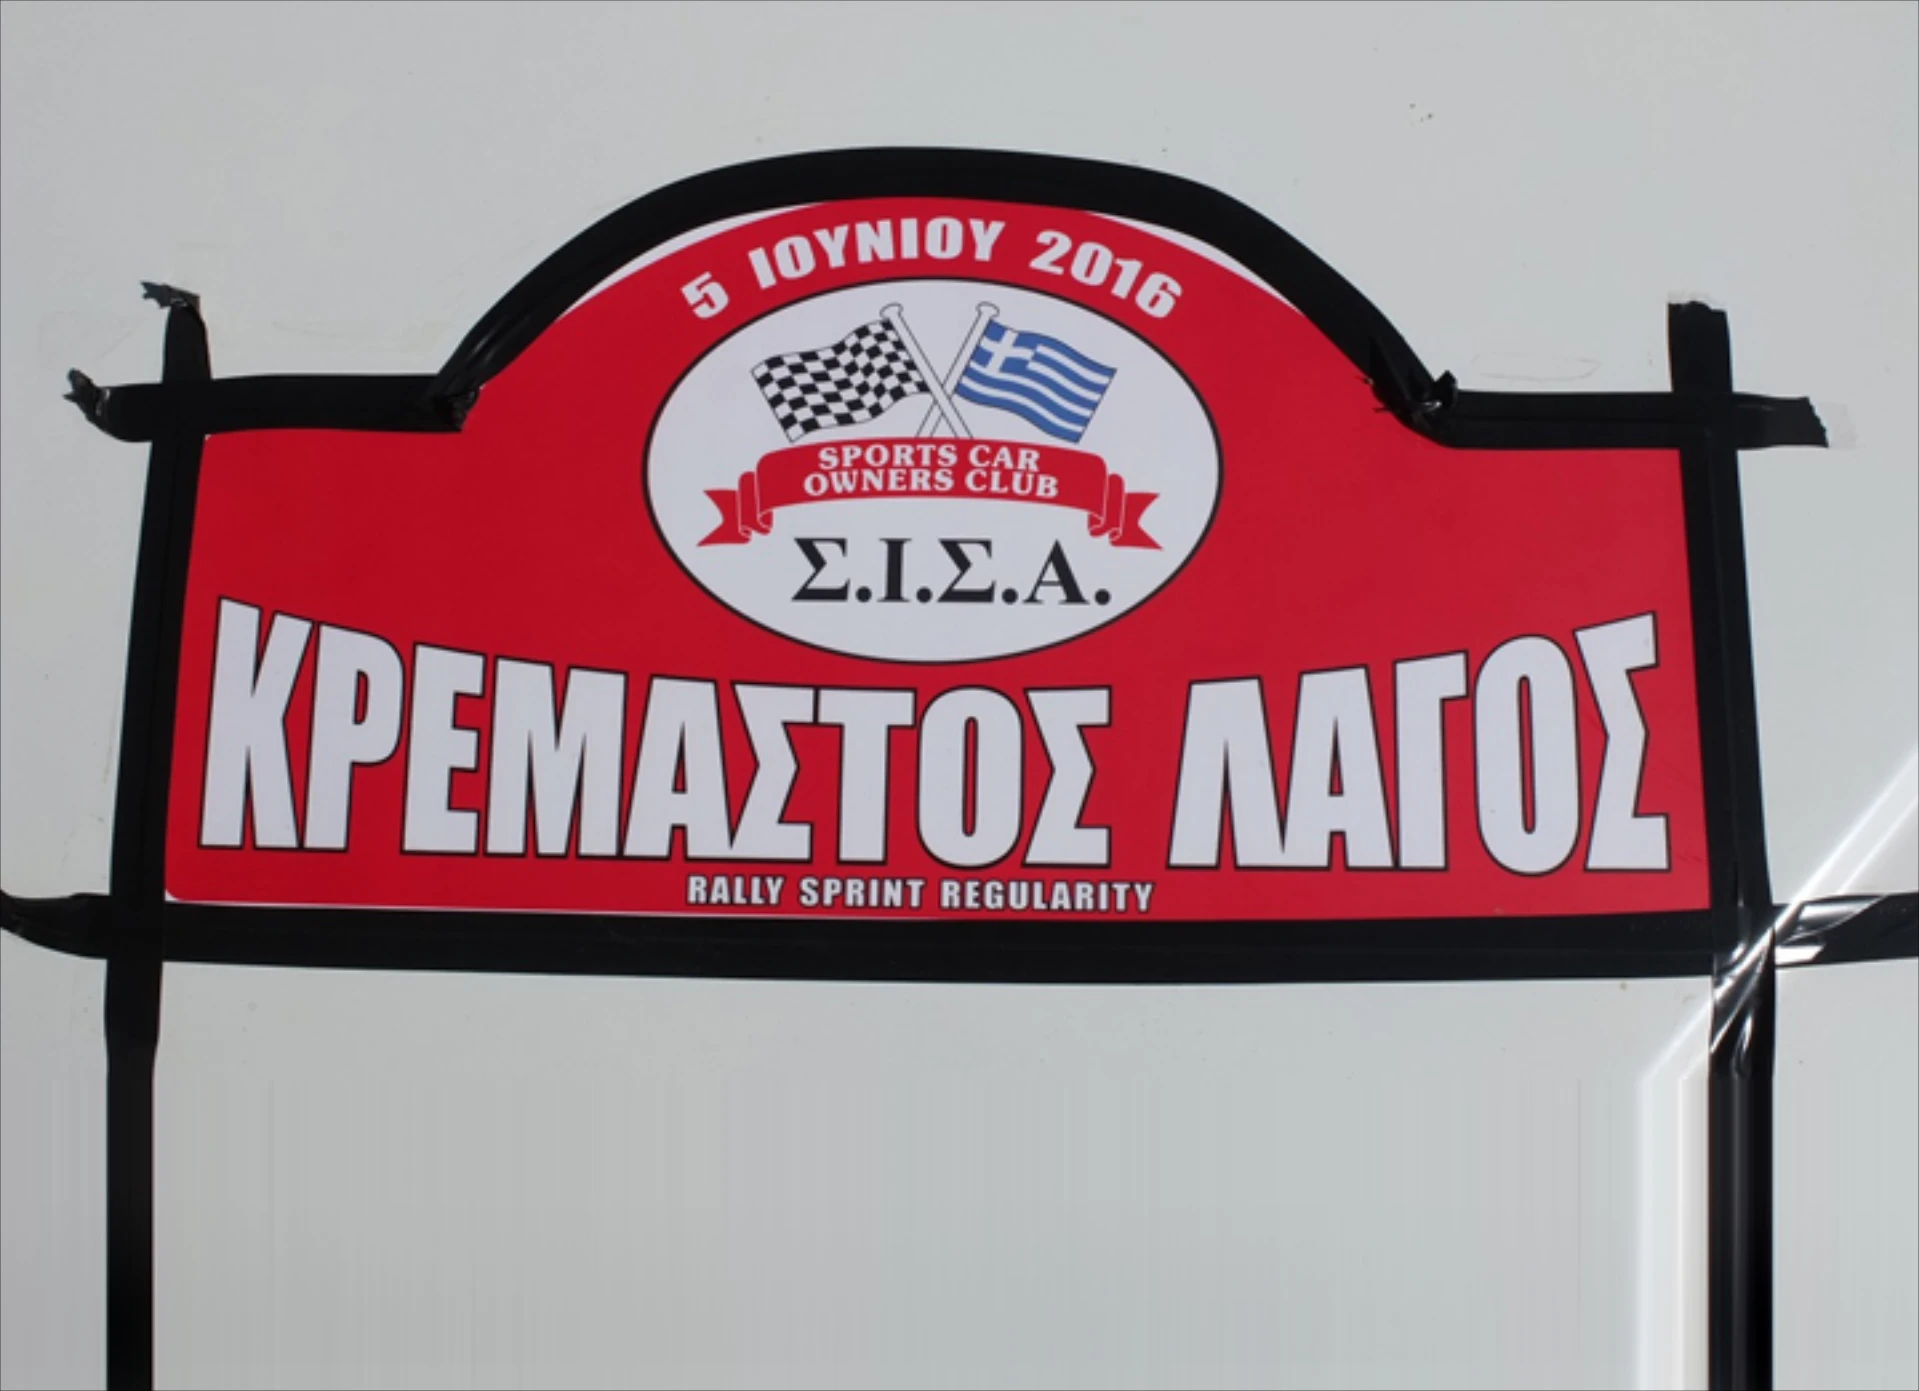 5 ΙΟΥΝΙΟΥ 2016
SPORTS CAR
OWNERS CLUB
Σ.Ι.Σ.Α.
ΚΡΕΜΑΣΤΟΣ ΛΑΓΟΣ
RALLY SPRINT REGULARITY